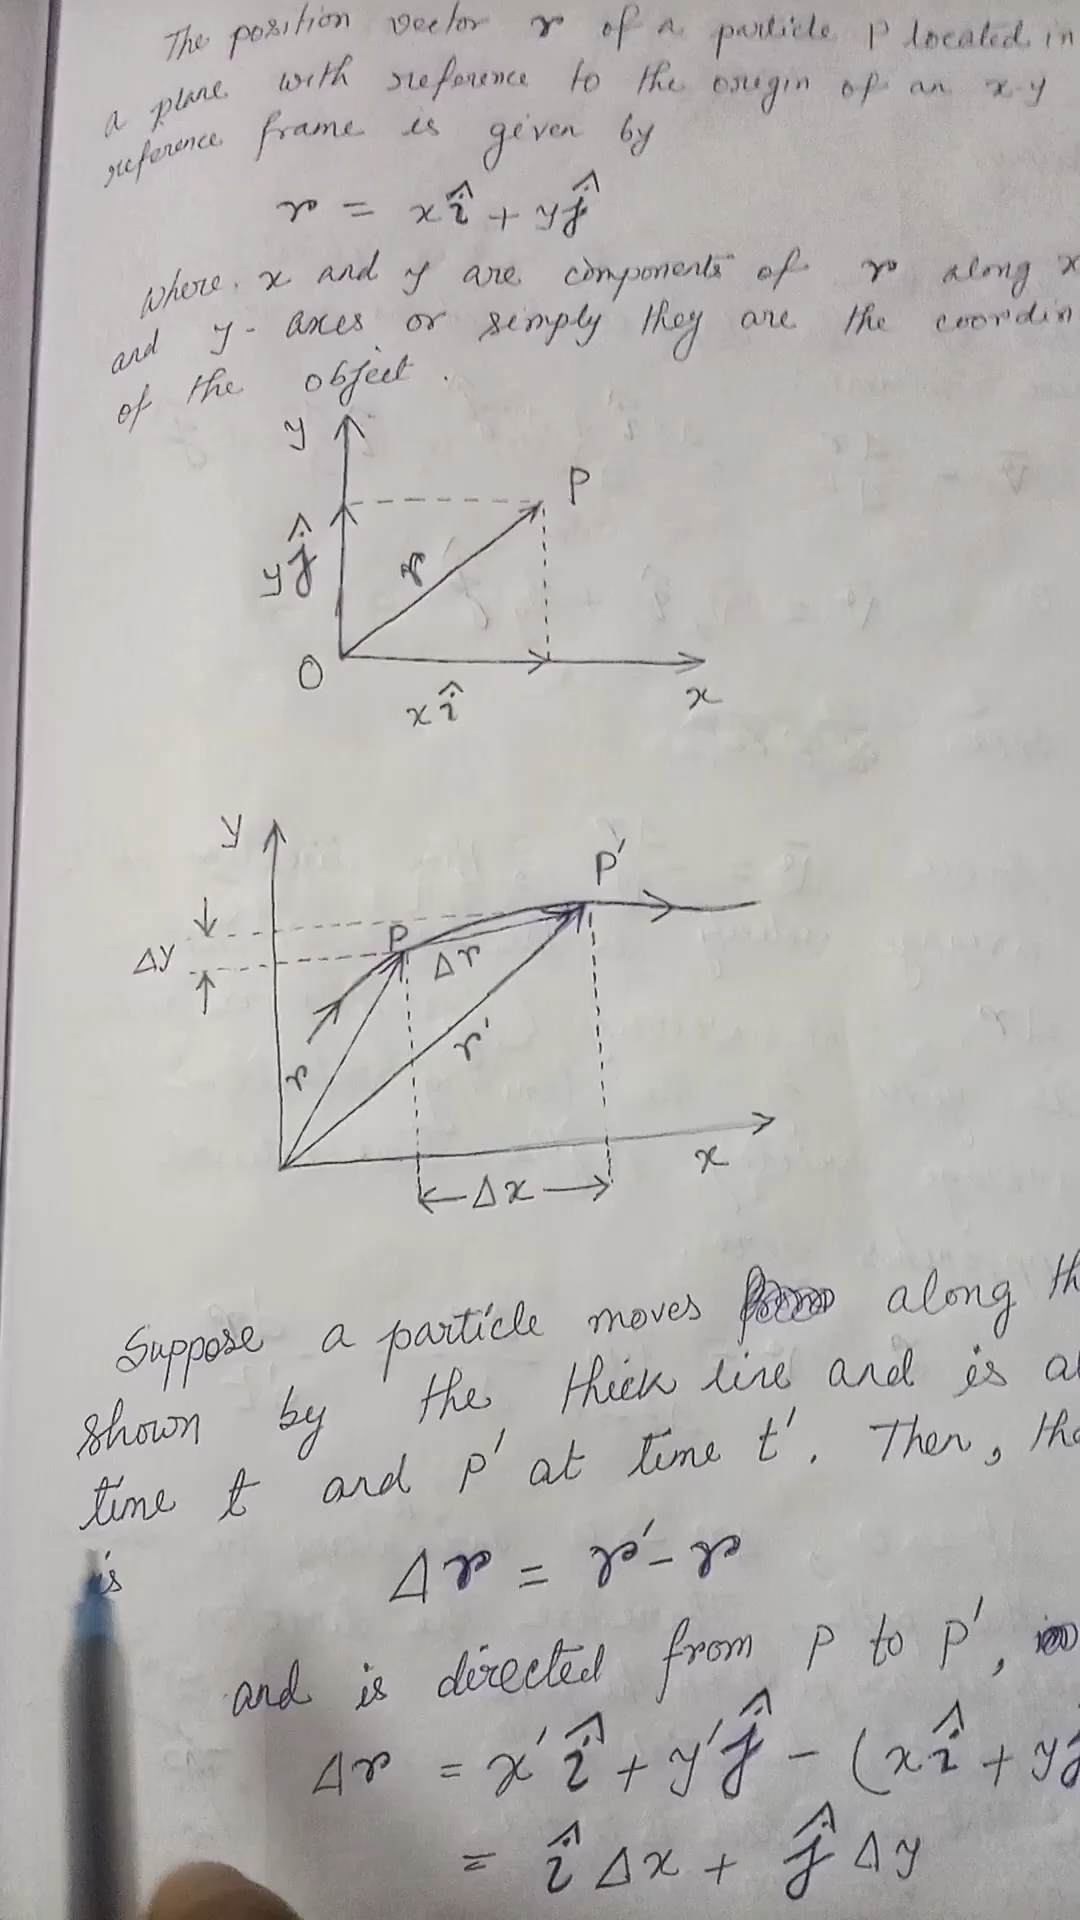 The position vector r of a particle P located in
a plane with reference to the origin of an x-y
reference frame is given by
r = xî + yĵ
where x and y are components of r along x
and y-axes or simply they are the coordin
of the object.
y
P
yĵ
r
O
xî
x
y
P'
Δy
P
Δr
r
r'
x
Δx
Suppose a particle moves along th
shown by the thick line and is at
time t and P' at time t'. Then, the
is
Δr = r' - r
and is directed from P to P',
Δr = x'î + y'ĵ - (xî + yĵ
= îΔx + ĵΔy